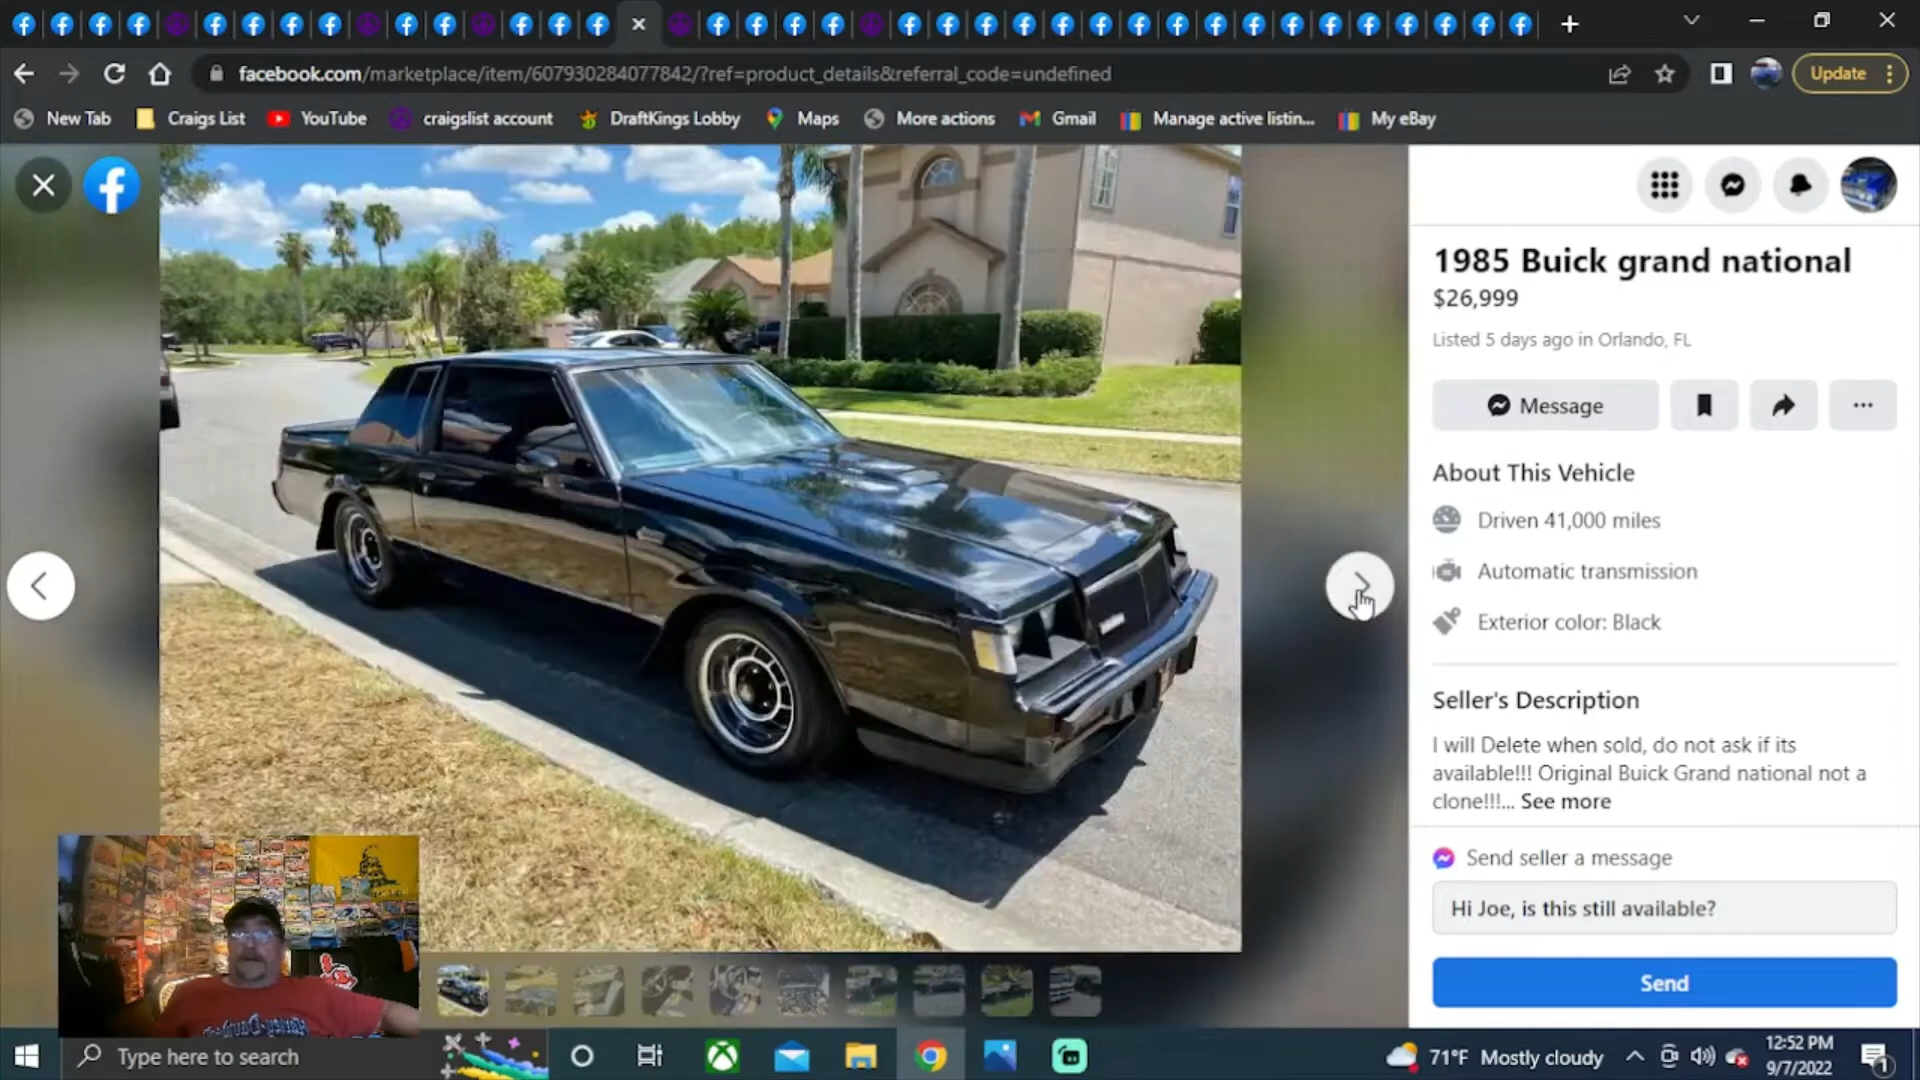 facebook.com/marketplace/item/607930284077842/?ref=product_details&referral_code=undefined
Update
New Tab
Craigs List
YouTube
craigslist account
DraftKings Lobby
Maps
More actions
Gmail
Manage active listin...
My eBay
1985 Buick grand national
$26,999
Listed 5 days ago in Orlando, FL
Message
About This Vehicle
Driven 41,000 miles
Automatic transmission
Exterior color: Black
Seller's Description
I will Delete when sold, do not ask if its
available!!! Original Buick Grand national not a
clone!!!... See more
Send seller a message
Hi Joe, is this still available?
Send
Type here to search
71°F Mostly cloudy
12:52 PM
9/7/2022
1